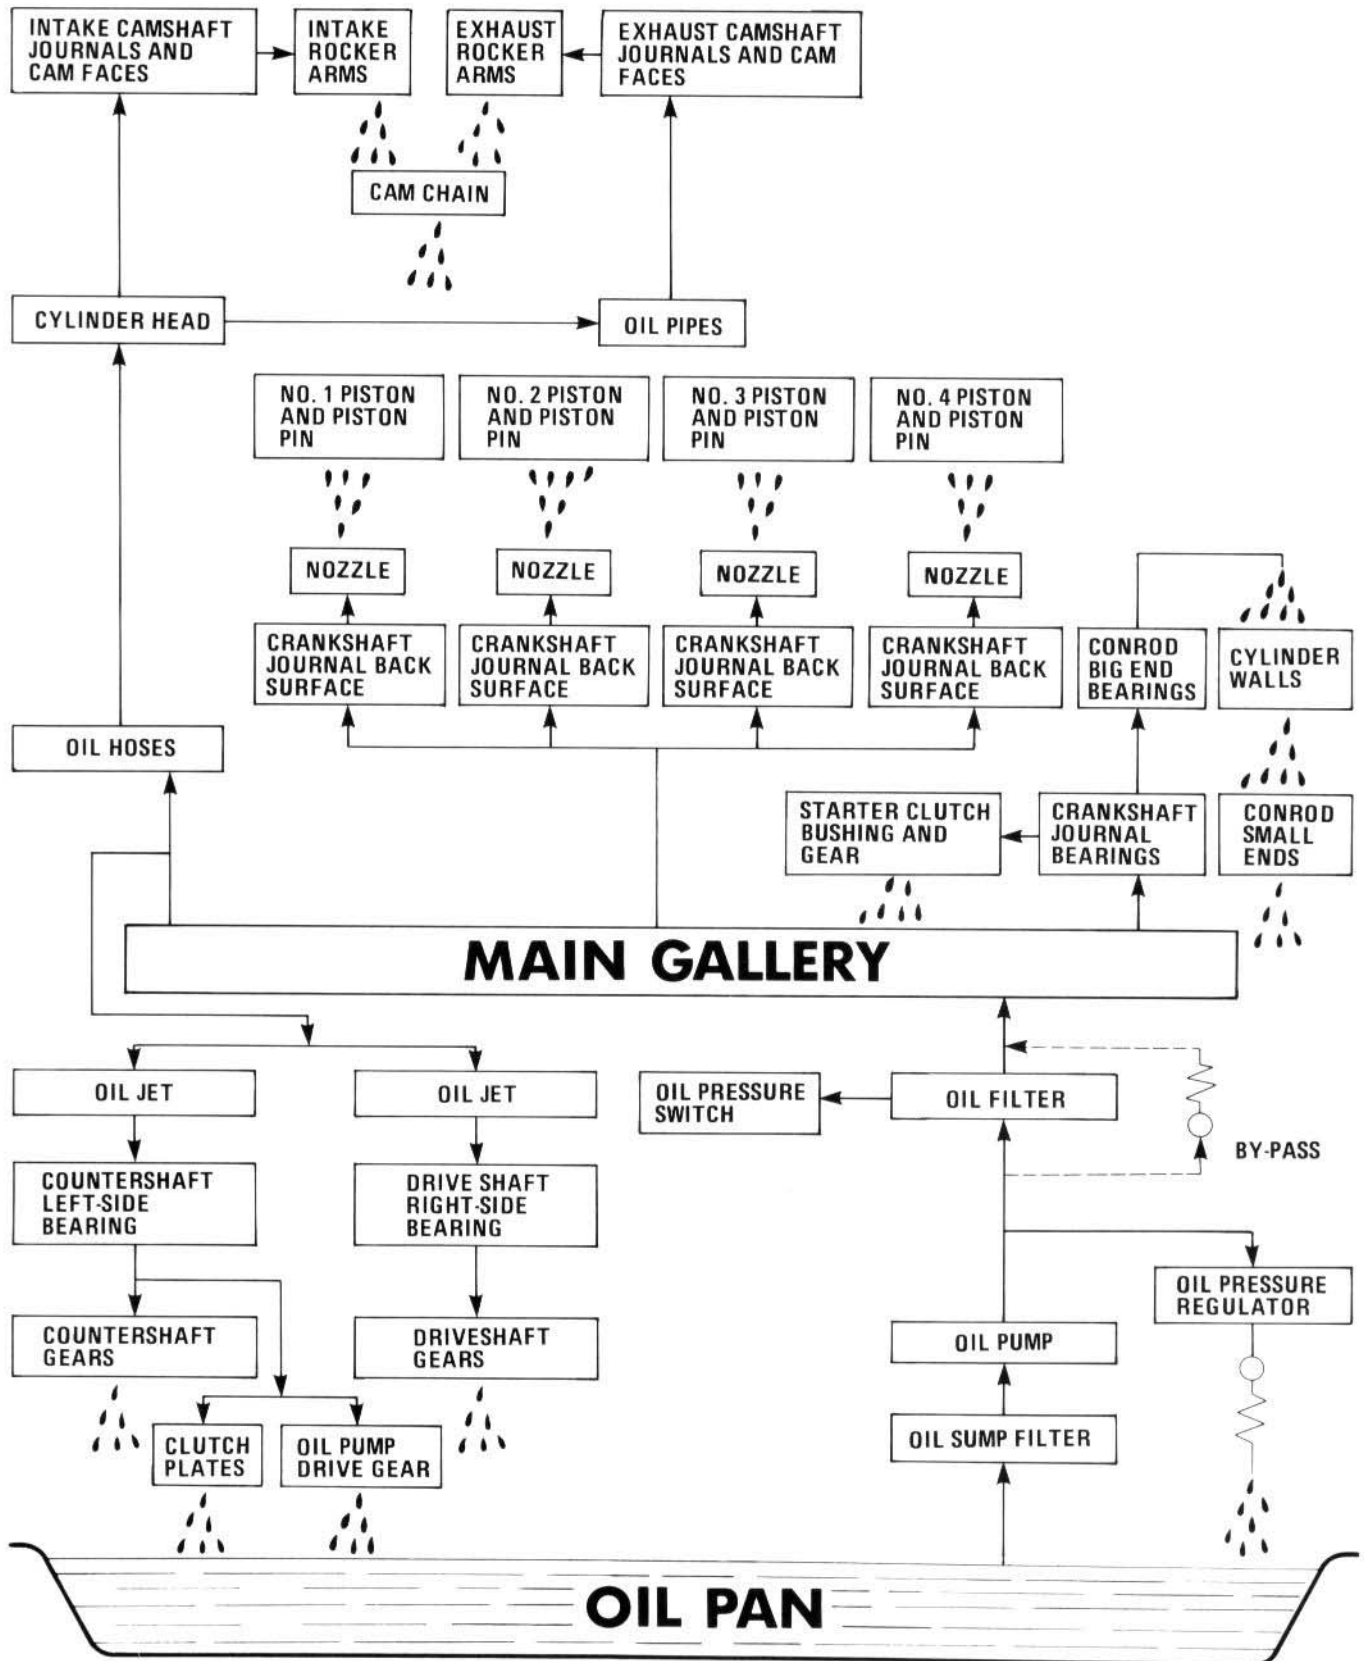 INTAKE CAMSHAFT
JOURNALS AND
CAM FACES
INTAKE
ROCKER
ARMS
EXHAUST
ROCKER
ARMS
EXHAUST CAMSHAFT
JOURNALS AND CAM
FACES
CAM CHAIN
CYLINDER HEAD
OIL PIPES
NO. 1 PISTON
AND PISTON
PIN
NO. 2 PISTON
AND PISTON
PIN
NO. 3 PISTON
AND PISTON
PIN
NO. 4 PISTON
AND PISTON
PIN
NOZZLE
NOZZLE
NOZZLE
NOZZLE
CRANKSHAFT
JOURNAL BACK
SURFACE
CRANKSHAFT
JOURNAL BACK
SURFACE
CRANKSHAFT
JOURNAL BACK
SURFACE
CRANKSHAFT
JOURNAL BACK
SURFACE
CONROD
BIG END
BEARINGS
CYLINDER
WALLS
OIL HOSES
STARTER CLUTCH
BUSHING AND
GEAR
CRANKSHAFT
JOURNAL
BEARINGS
CONROD
SMALL
ENDS
MAIN GALLERY
OIL JET
OIL JET
OIL PRESSURE
SWITCH
OIL FILTER
BY-PASS
COUNTERSHAFT
LEFT-SIDE
BEARING
DRIVE SHAFT
RIGHT-SIDE
BEARING
OIL PRESSURE
REGULATOR
COUNTERSHAFT
GEARS
DRIVESHAFT
GEARS
OIL PUMP
CLUTCH
PLATES
OIL PUMP
DRIVE GEAR
OIL SUMP FILTER
OIL PAN